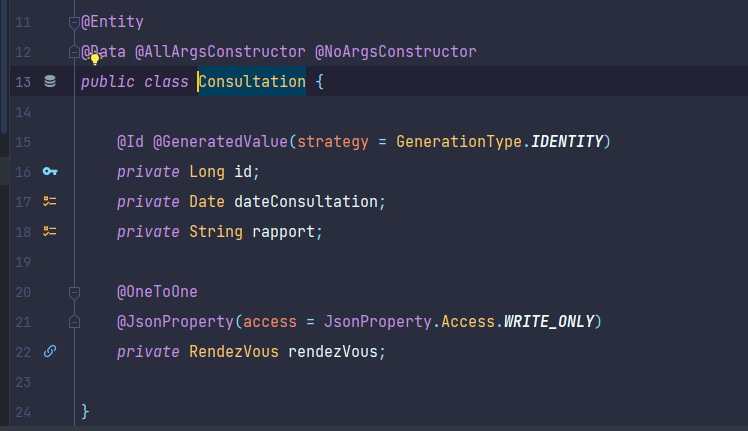 11 @Entity
12 @Data @AllArgsConstructor @NoArgsConstructor
13 public class Consultation {
14
15 @Id @GeneratedValue(strategy = GenerationType.IDENTITY)
16 private Long id;
17 private Date dateConsultation;
18 private String rapport;
19
20 @OneToOne
21 @JsonProperty(access = JsonProperty.Access.WRITE_ONLY)
22 private RendezVous rendezVous;
23
24 }